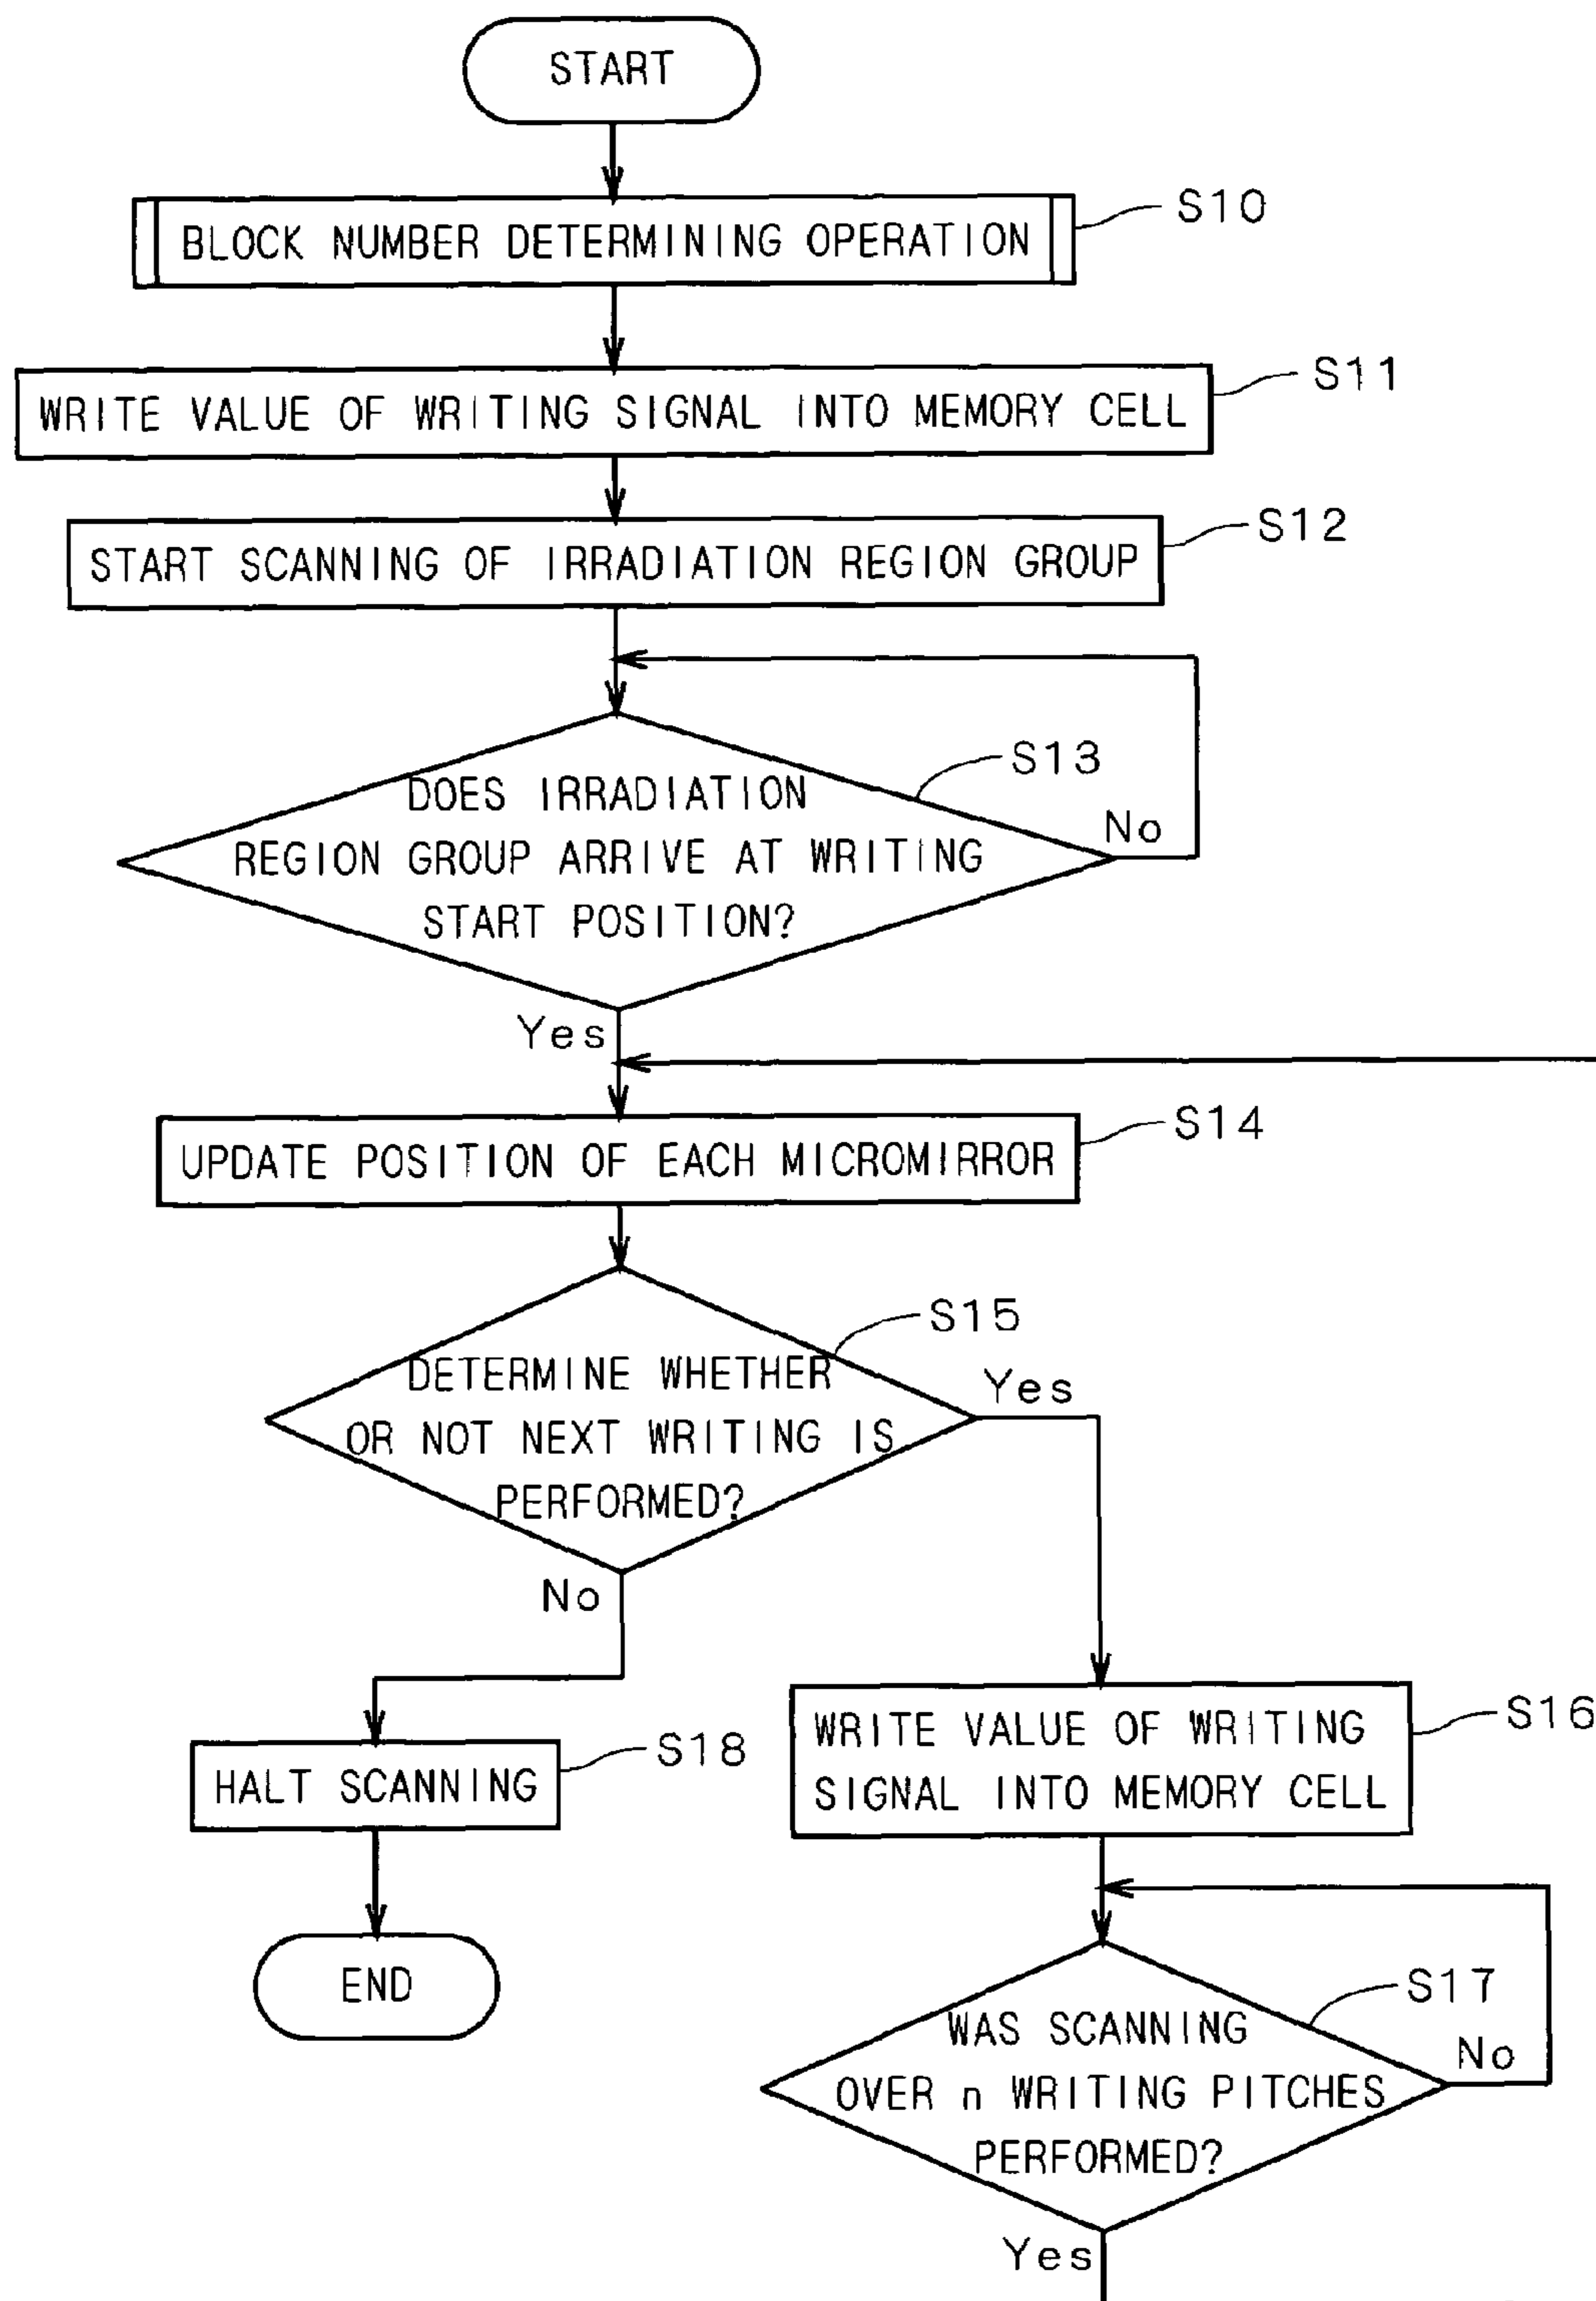 START
BLOCK NUMBER DETERMINING OPERATION
S10
WRITE VALUE OF WRITING SIGNAL INTO MEMORY CELL
S11
START SCANNING OF IRRADIATION REGION GROUP
S12
DOES IRRADIATION
REGION GROUP ARRIVE AT WRITING
START POSITION?
S13
No
Yes
UPDATE POSITION OF EACH MICROMIRROR
S14
DETERMINE WHETHER
OR NOT NEXT WRITING IS
PERFORMED?
S15
Yes
No
WRITE VALUE OF WRITING
SIGNAL INTO MEMORY CELL
S16
HALT SCANNING
S18
END
WAS SCANNING
OVER n WRITING PITCHES
PERFORMED?
S17
No
Yes